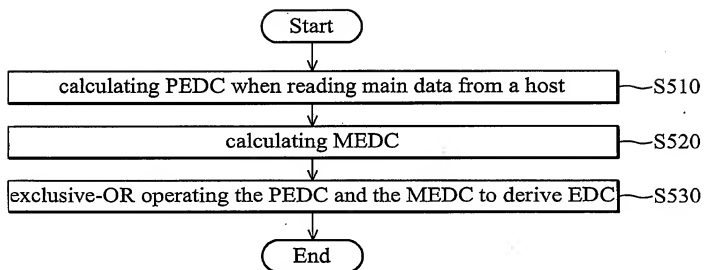 Start
calculating PEDC when reading main data from a host
S510
calculating MEDC
S520
exclusive-OR operating the PEDC and the MEDC to derive EDC
S530
End